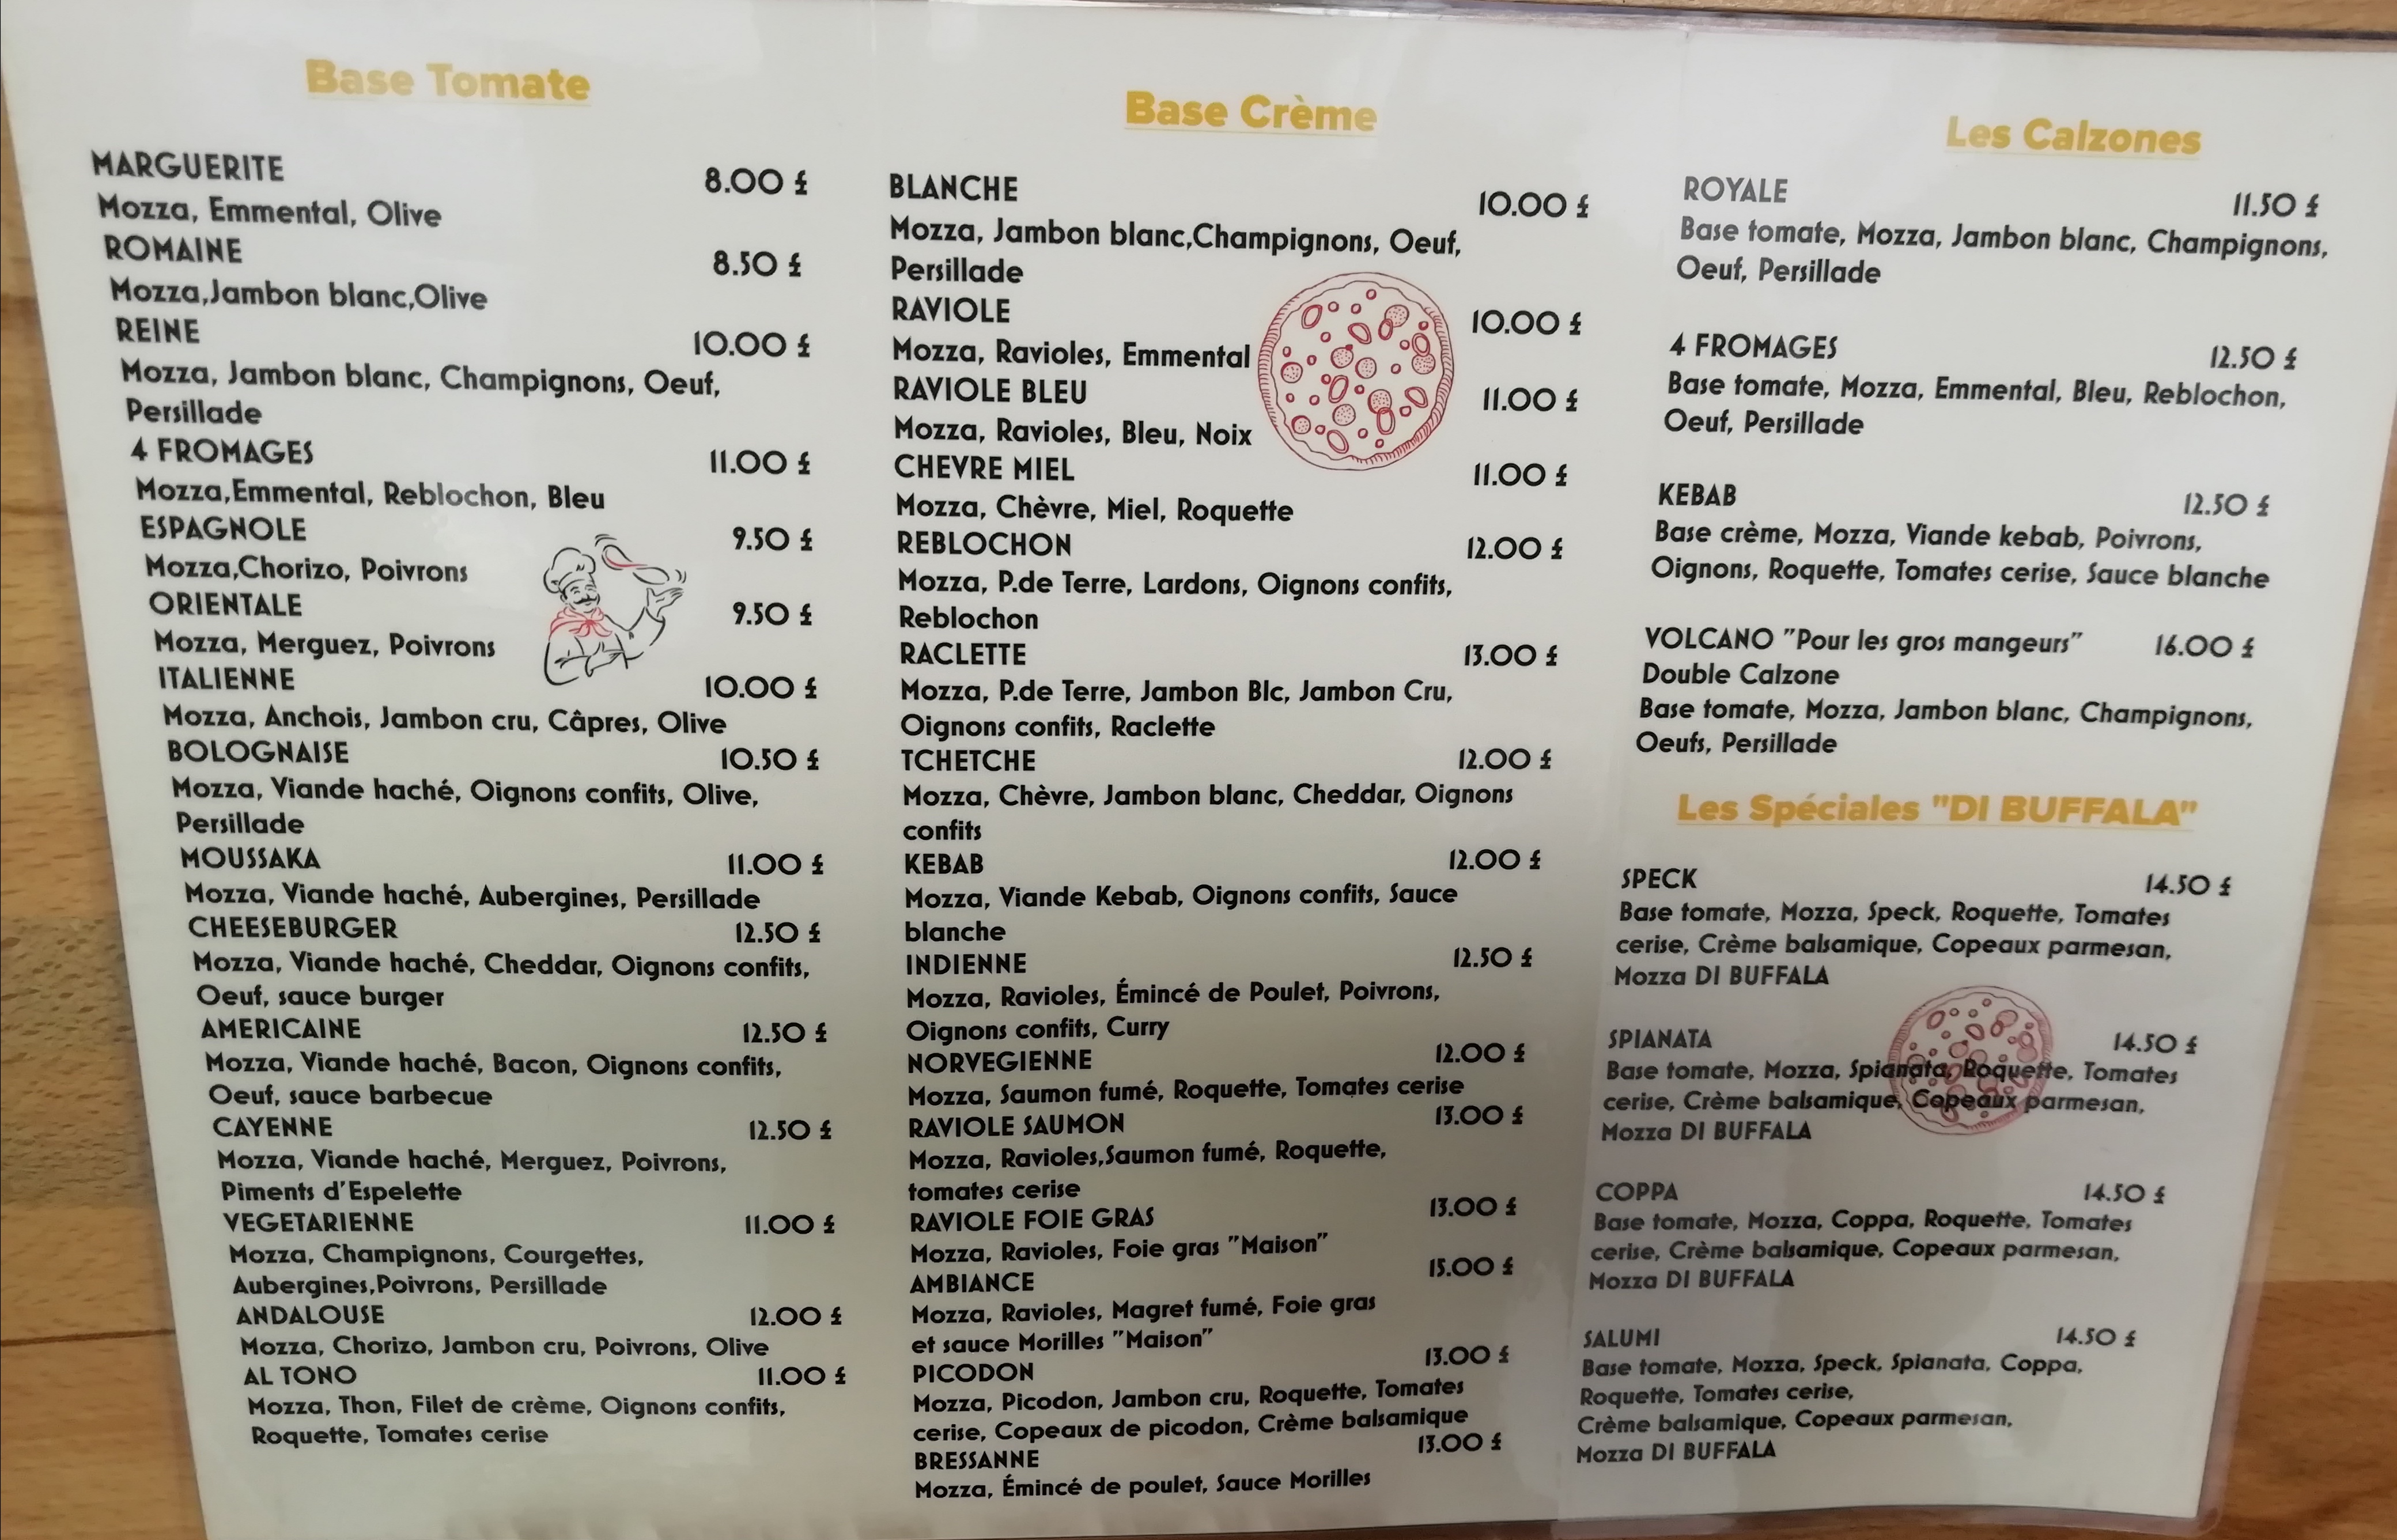 Base Tomate
MARGUERITE 8.00 £
Mozza, Emmental, Olive
ROMAINE 8.50 £
Mozza,Jambon blanc,Olive
REINE 10.00 £
Mozza, Jambon blanc, Champignons, Oeuf,
Persillade
4 FROMAGES 11.00 £
Mozza,Emmental, Reblochon, Bleu
ESPAGNOLE 9.50 £
Mozza,Chorizo, Poivrons
ORIENTALE 9.50 £
Mozza, Merguez, Poivrons
ITALIENNE 10.00 £
Mozza, Anchois, Jambon cru, Câpres, Olive
BOLOGNAISE 10.50 £
Mozza, Viande haché, Oignons confits, Olive,
Persillade
MOUSSAKA 11.00 £
Mozza, Viande haché, Aubergines, Persillade
CHEESEBURGER 12.50 £
Mozza, Viande haché, Cheddar, Oignons confits,
Oeuf, sauce burger
AMERICAINE 12.50 £
Mozza, Viande haché, Bacon, Oignons confits,
Oeuf, sauce barbecue
CAYENNE 12.50 £
Mozza, Viande haché, Merguez, Poivrons,
Piments d'Espelette
VEGETARIENNE 11.00 £
Mozza, Champignons, Courgettes,
Aubergines,Poivrons, Persillade
ANDALOUSE 12.00 £
Mozza, Chorizo, Jambon cru, Poivrons, Olive
AL TONO 11.00 £
Mozza, Thon, Filet de crème, Oignons confits,
Roquette, Tomates cerise
Base Crème
BLANCHE 10.00 £
Mozza, Jambon blanc,Champignons, Oeuf,
Persillade
RAVIOLE 10.00 £
Mozza, Ravioles, Emmental
RAVIOLE BLEU 11.00 £
Mozza, Ravioles, Bleu, Noix
CHEVRE MIEL 11.00 £
Mozza, Chèvre, Miel, Roquette
REBLOCHON 12.00 £
Mozza, P.de Terre, Lardons, Oignons confits,
Reblochon
RACLETTE 13.00 £
Mozza, P.de Terre, Jambon Blc, Jambon Cru,
Oignons confits, Raclette
TCHETCHE 12.00 £
Mozza, Chèvre, Jambon blanc, Cheddar, Oignons
confits
KEBAB 12.00 £
Mozza, Viande Kebab, Oignons confits, Sauce
blanche
INDIENNE 12.50 £
Mozza, Ravioles, Émincé de Poulet, Poivrons,
Oignons confits, Curry
NORVEGIENNE 12.00 £
Mozza, Saumon fumé, Roquette, Tomates cerise
RAVIOLE SAUMON 13.00 £
Mozza, Ravioles,Saumon fumé, Roquette,
tomates cerise
RAVIOLE FOIE GRAS 13.00 £
Mozza, Ravioles, Foie gras "Maison"
AMBIANCE 15.00 £
Mozza, Ravioles, Magret fumé, Foie gras
et sauce Morilles "Maison"
PICODON 13.00 £
Mozza, Picodon, Jambon cru, Roquette, Tomates
cerise, Copeaux de picodon, Crème balsamique
BRESSANNE 13.00 £
Mozza, Émincé de poulet, Sauce Morilles
Les Calzones
ROYALE 11.50 £
Base tomate, Mozza, Jambon blanc, Champignons,
Oeuf, Persillade
4 FROMAGES 12.50 £
Base tomate, Mozza, Emmental, Bleu, Reblochon,
Oeuf, Persillade
KEBAB 12.50 £
Base crème, Mozza, Viande kebab, Poivrons,
Oignons, Roquette, Tomates cerise, Sauce blanche
VOLCANO "Pour les gros mangeurs" 16.00 £
Double Calzone
Base tomate, Mozza, Jambon blanc, Champignons,
Oeufs, Persillade
Les Spéciales "DI BUFFALA"
SPECK 14.50 £
Base tomate, Mozza, Speck, Roquette, Tomates
cerise, Crème balsamique, Copeaux parmesan,
Mozza DI BUFFALA
SPIANATA 14.50 £
Base tomate, Mozza, Spianata, Roquette, Tomates
cerise, Crème balsamique, Copeaux parmesan,
Mozza DI BUFFALA
COPPA 14.50 £
Base tomate, Mozza, Coppa, Roquette, Tomates
cerise, Crème balsamique, Copeaux parmesan,
Mozza DI BUFFALA
SALUMI 14.50 £
Base tomate, Mozza, Speck, Spianata, Coppa,
Roquette, Tomates cerise,
Crème balsamique, Copeaux parmesan,
Mozza DI BUFFALA